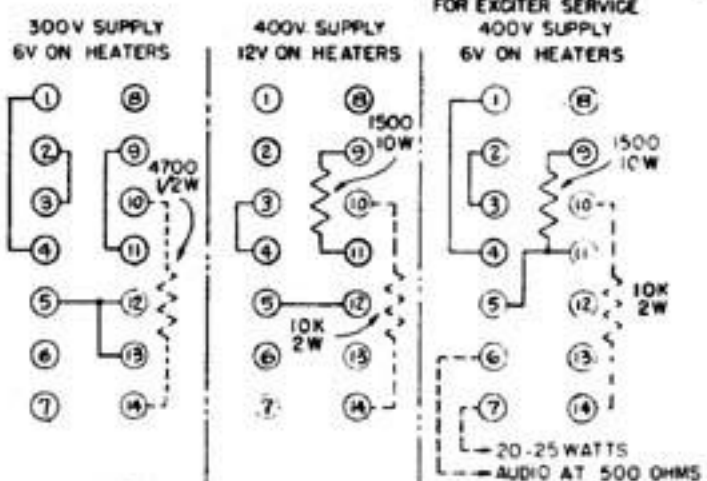 300V SUPPLY
6V ON HEATERS
1 8
2 9
3 10
4 11
5 12
6 13
7 14
4700
1/2W
400V SUPPLY
12V ON HEATERS
1 8
2 9
3 10
4 11
5 12
6 13
7 14
1500
10W
10K
2W
FOR EXCITER SERVICE
400V SUPPLY
6V ON HEATERS
1 8
2 9
3 10
4 11
5 12
6 13
7 14
1500
10W
10K
2W
20-25 WATTS
AUDIO AT 500 OHMS